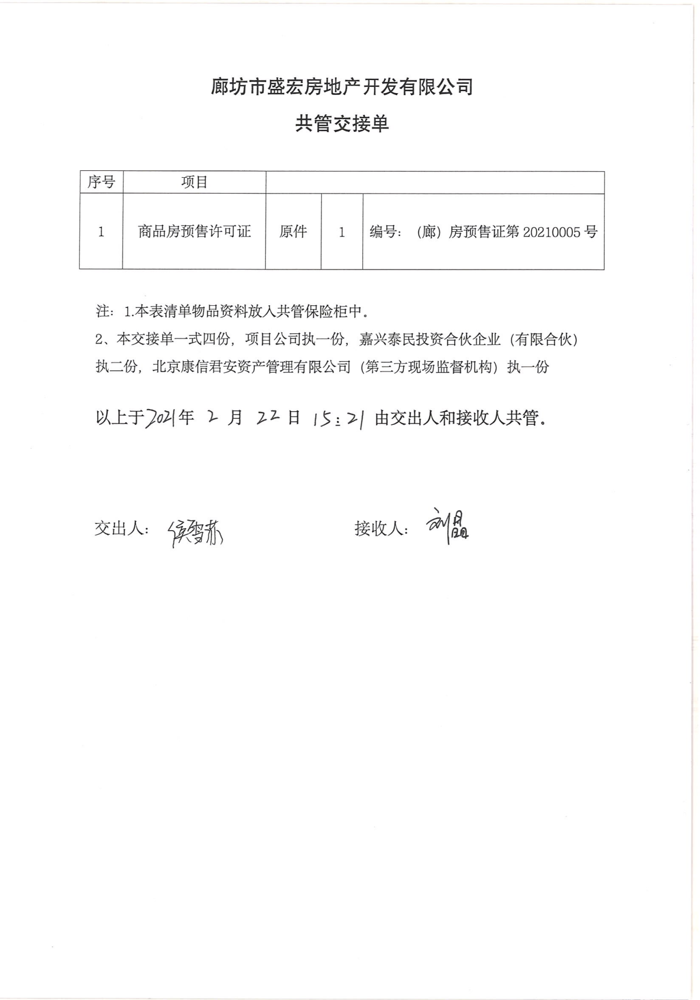 廊坊市盛宏房地产开发有限公司
共管交接单
序号 项目
1 商品房预售许可证 原件 1 编号：（廊）房预售证第 20210005 号
注：1.本表清单物品资料放入共管保险柜中。
2、本交接单一式四份，项目公司执一份，嘉兴泰民投资合伙企业（有限合伙）
执二份，北京康信君安资产管理有限公司（第三方现场监督机构）执一份
以上于2021年 2 月 22 日 15:21 由交出人和接收人共管。
交出人： 侯雪 接收人： 刘晶